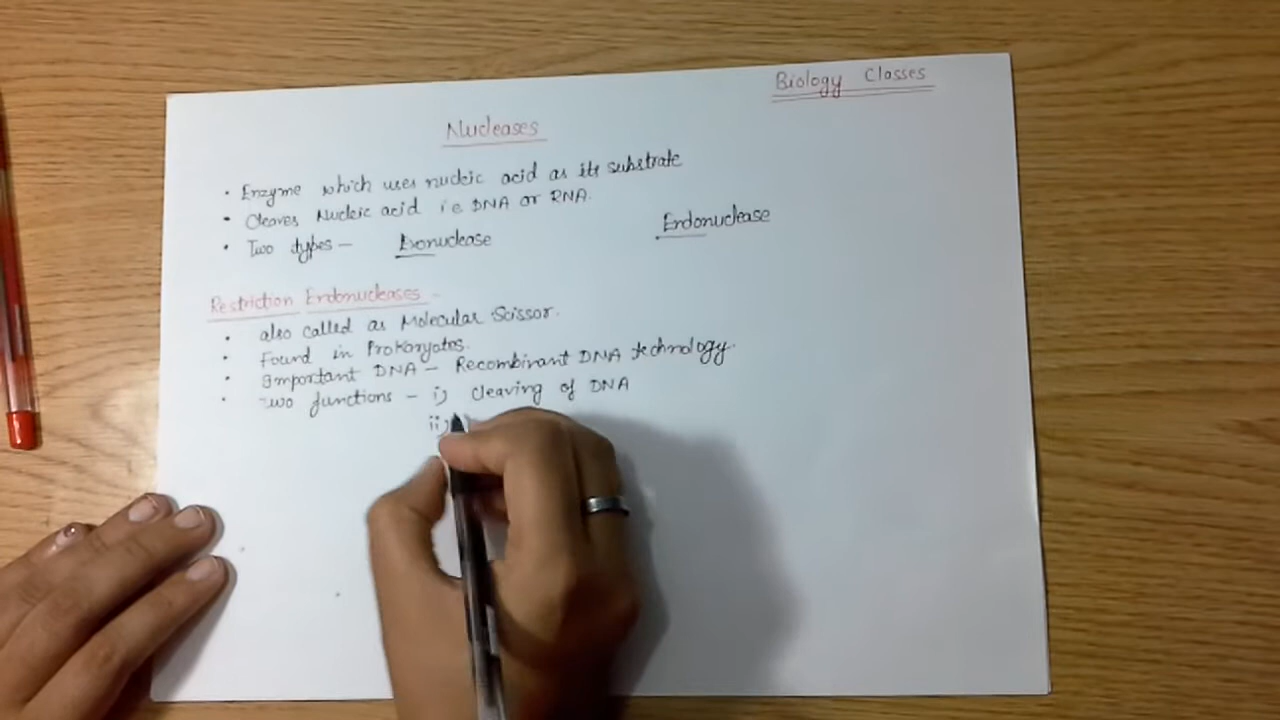 Biology Classes
Nucleases
• Enzyme which uses nucleic acid as its substrate
• Cleaves Nucleic acid i.e DNA or RNA.
• Two types – Exonuclease Endonuclease
Restriction Endonucleases –
• also called as Molecular Scissor.
• Found in Prokaryotes.
• Important DNA – Recombinant DNA technology.
• Two functions – i) cleaving of DNA
ii)